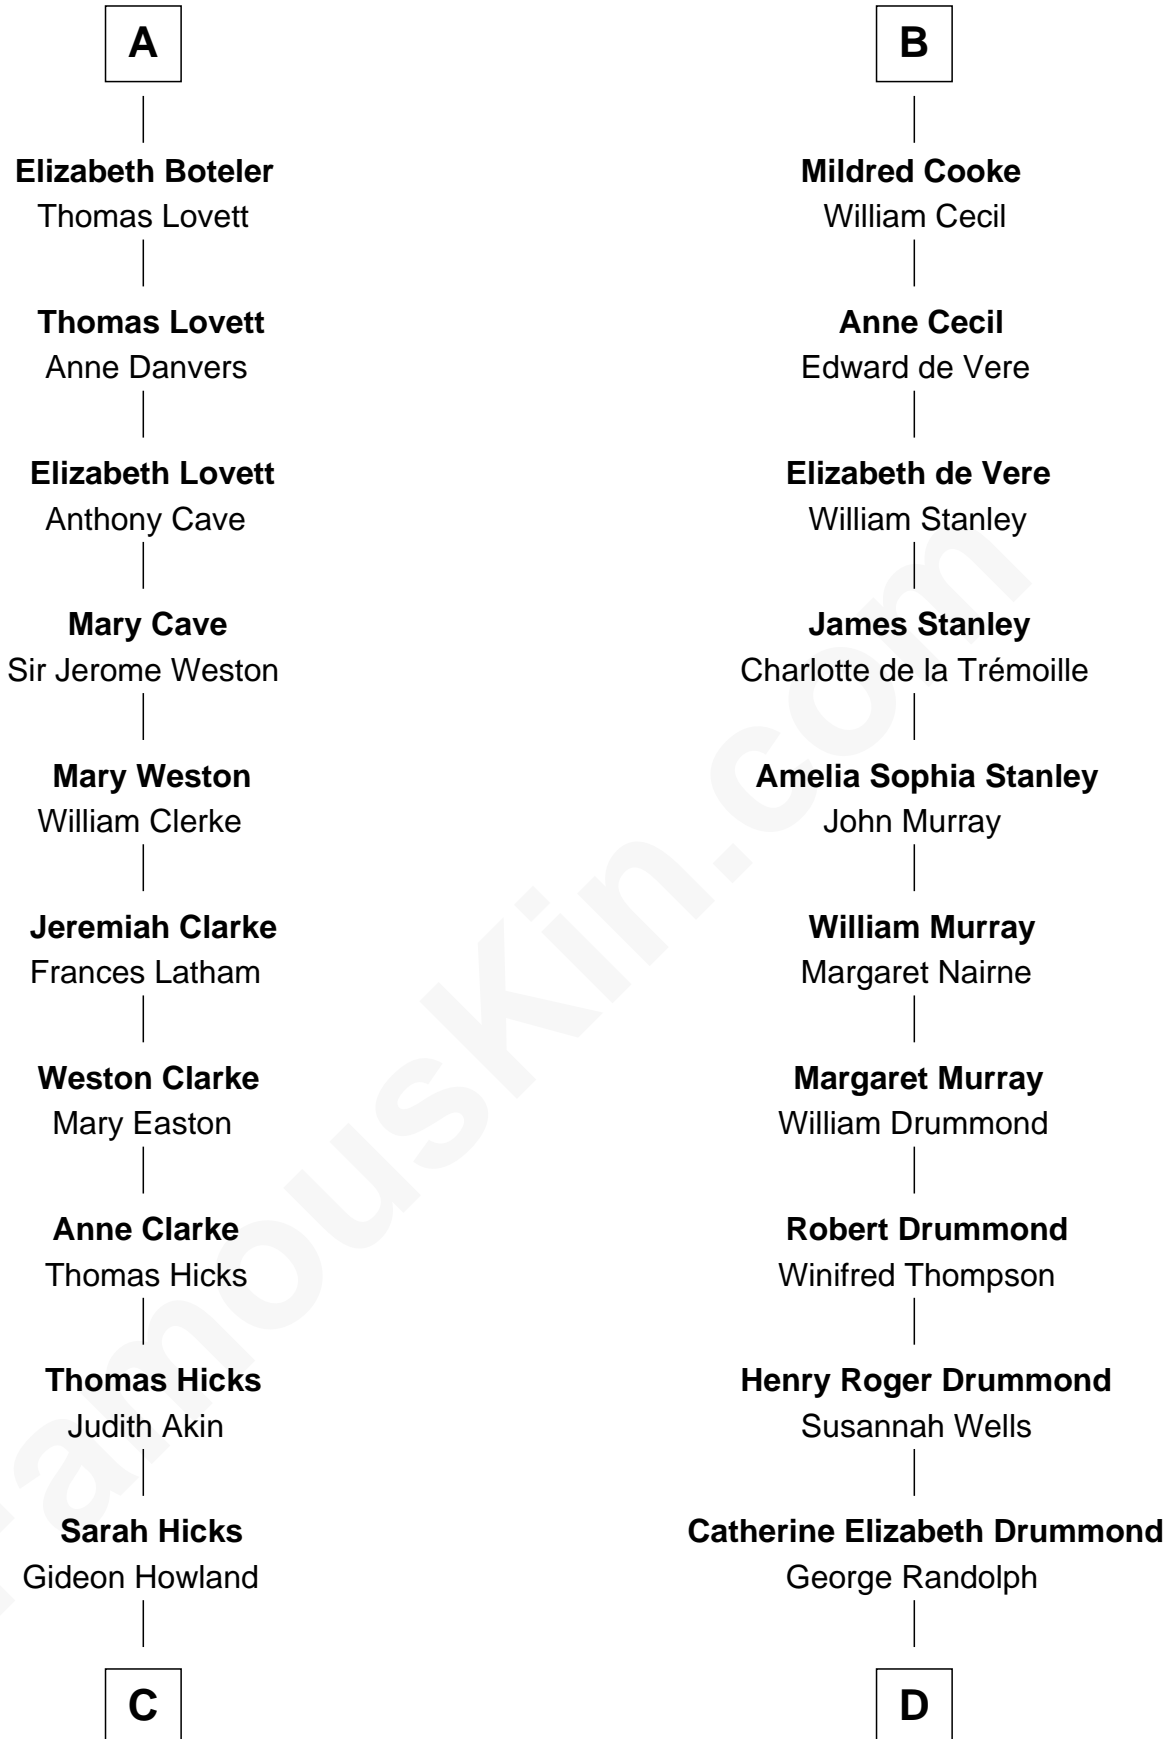 A
Elizabeth Boteler
Thomas Lovett
Thomas Lovett
Anne Danvers
Elizabeth Lovett
Anthony Cave
Mary Cave
Sir Jerome Weston
Mary Weston
William Clerke
Jeremiah Clarke
Frances Latham
Weston Clarke
Mary Easton
Anne Clarke
Thomas Hicks
Thomas Hicks
Judith Akin
Sarah Hicks
Gideon Howland
C
B
Mildred Cooke
William Cecil
Anne Cecil
Edward de Vere
Elizabeth de Vere
William Stanley
James Stanley
Charlotte de la Trémoille
Amelia Sophia Stanley
John Murray
William Murray
Margaret Nairne
Margaret Murray
William Drummond
Robert Drummond
Winifred Thompson
Henry Roger Drummond
Susannah Wells
Catherine Elizabeth Drummond
George Randolph
D
FamousKin.com